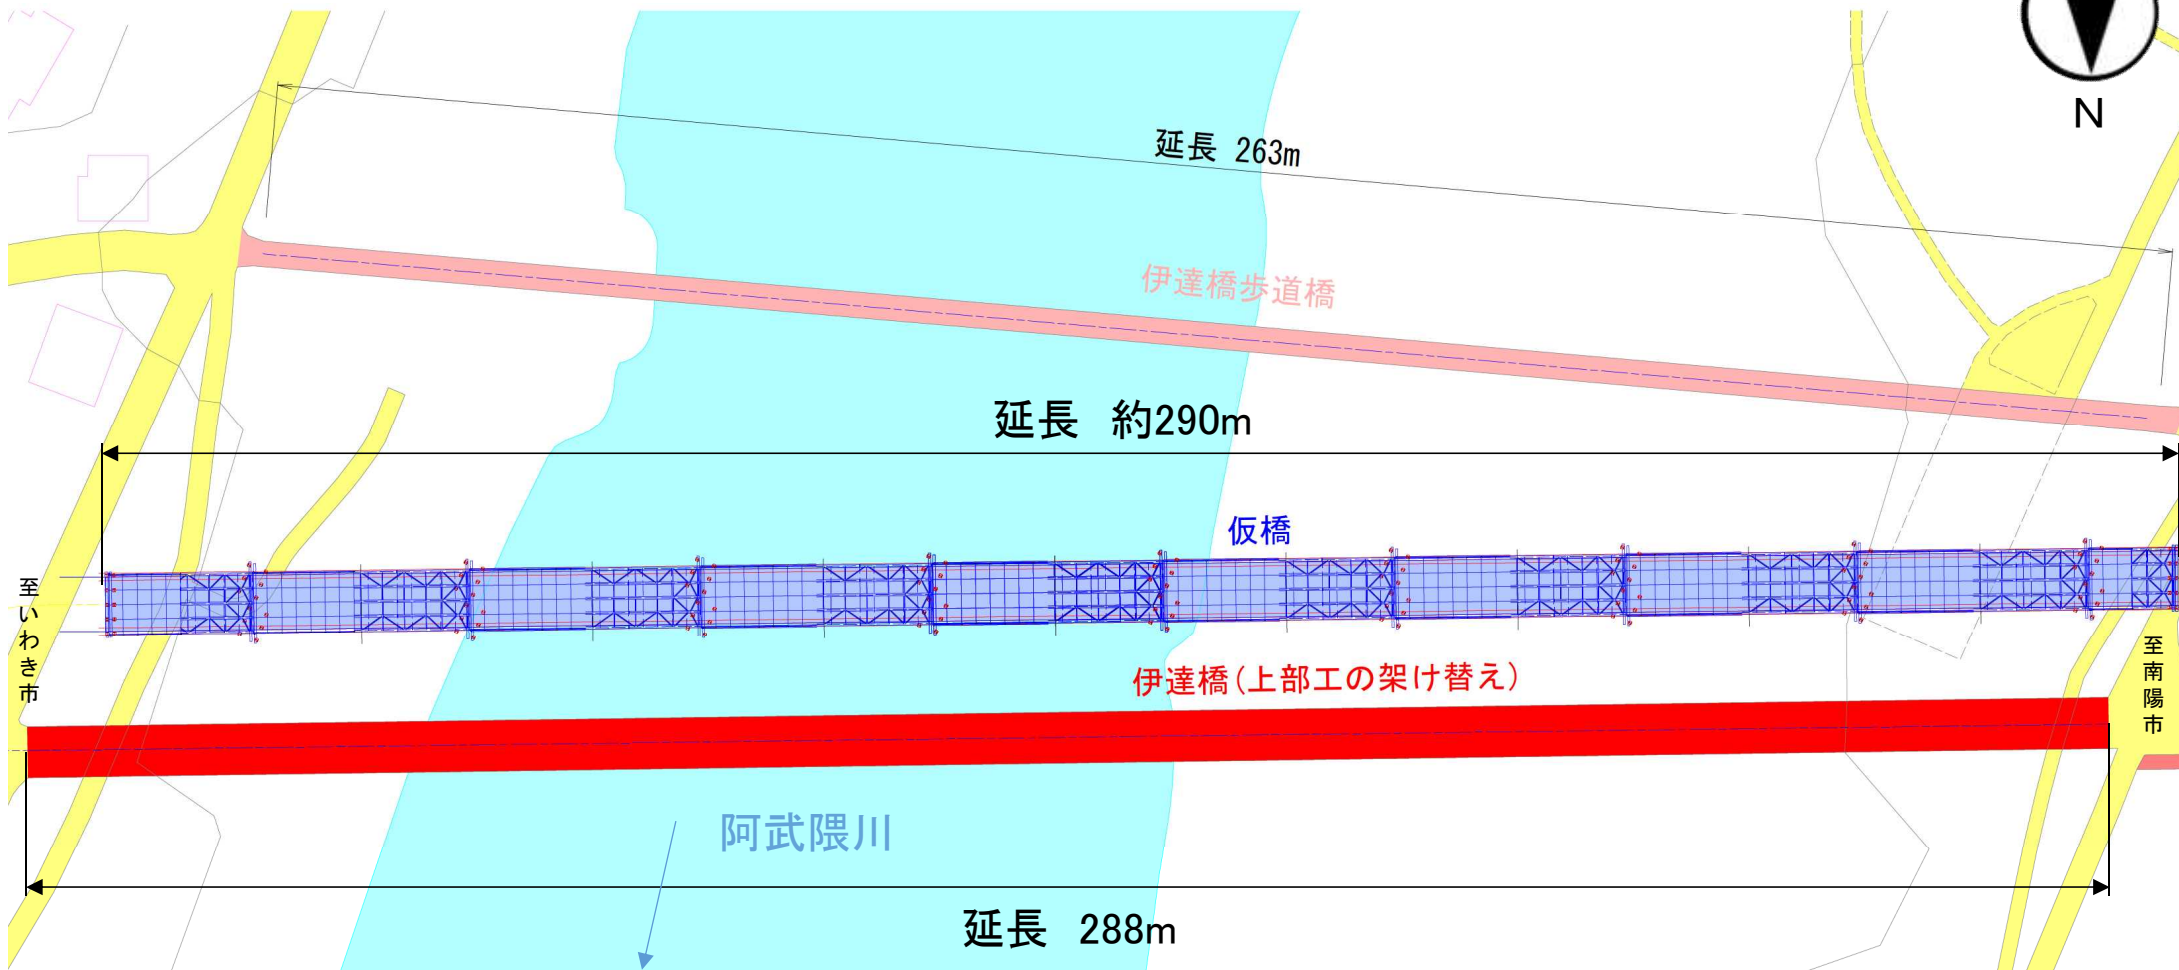 N
延長 263m
伊達橋歩道橋
延長 約290m
仮橋
至いわき市
伊達橋(上部工の架け替え)
至南陽市
阿武隈川
延長 288m